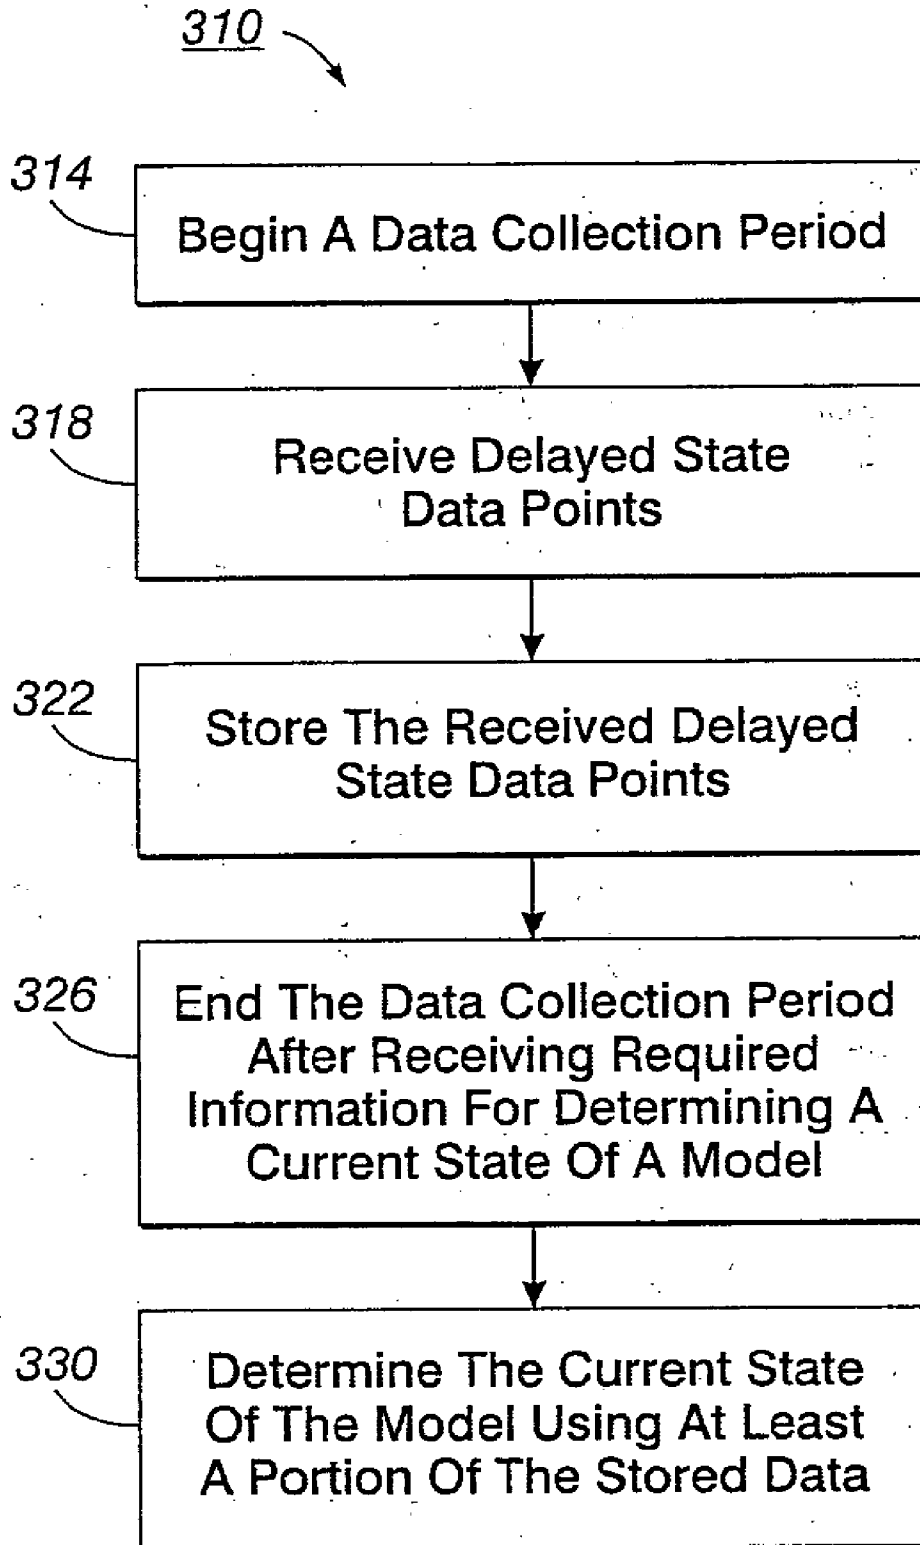 310
314
Begin A Data Collection Period
318
Receive Delayed State
Data Points
322
Store The Received Delayed
State Data Points
326
End The Data Collection Period
After Receiving Required
Information For Determining A
Current State Of A Model
330
Determine The Current State
Of The Model Using At Least
A Portion Of The Stored Data